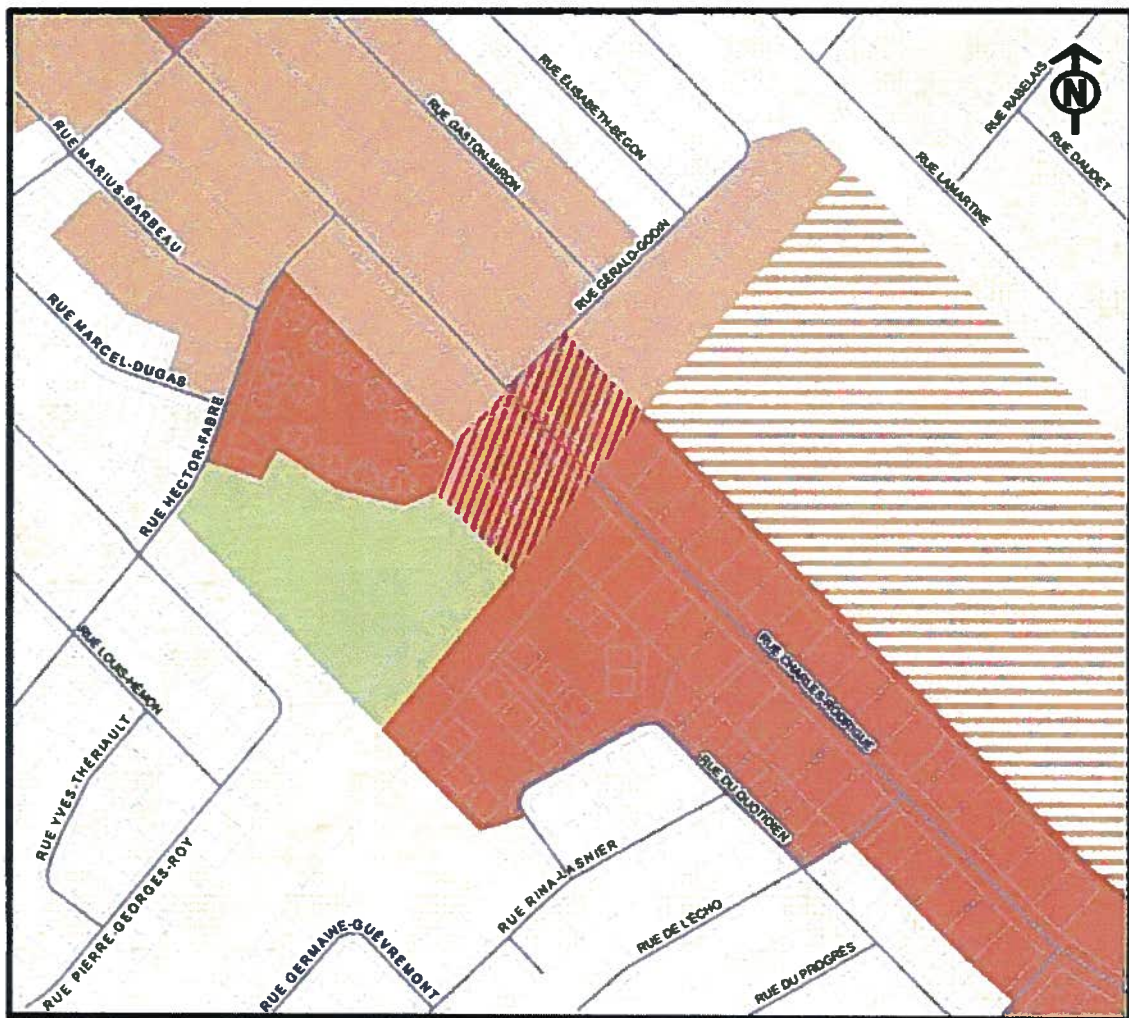 RUE ÉLISABETH-BÉGON
RUE RABELAIS
N
RUE GASTON-MIRON
RUE DAUDET
RUE MARIUS-BARBEAU
RUE LAMARTINE
RUE GÉRALD-GODIN
RUE MARCEL-DUGAS
RUE HECTOR-FABRE
RUE LOUIS-HÉMON
RUE CHARLES-RODRIGUE
RUE YVES-THÉRIAULT
RUE DU QUOTIDIEN
RUE PIERRE-GEORGES-ROY
RUE RINA-LASNIER
RUE DE L'ÉCHO
RUE GERMAINE-GUÈVREMONT
RUE DU PROGRÈS